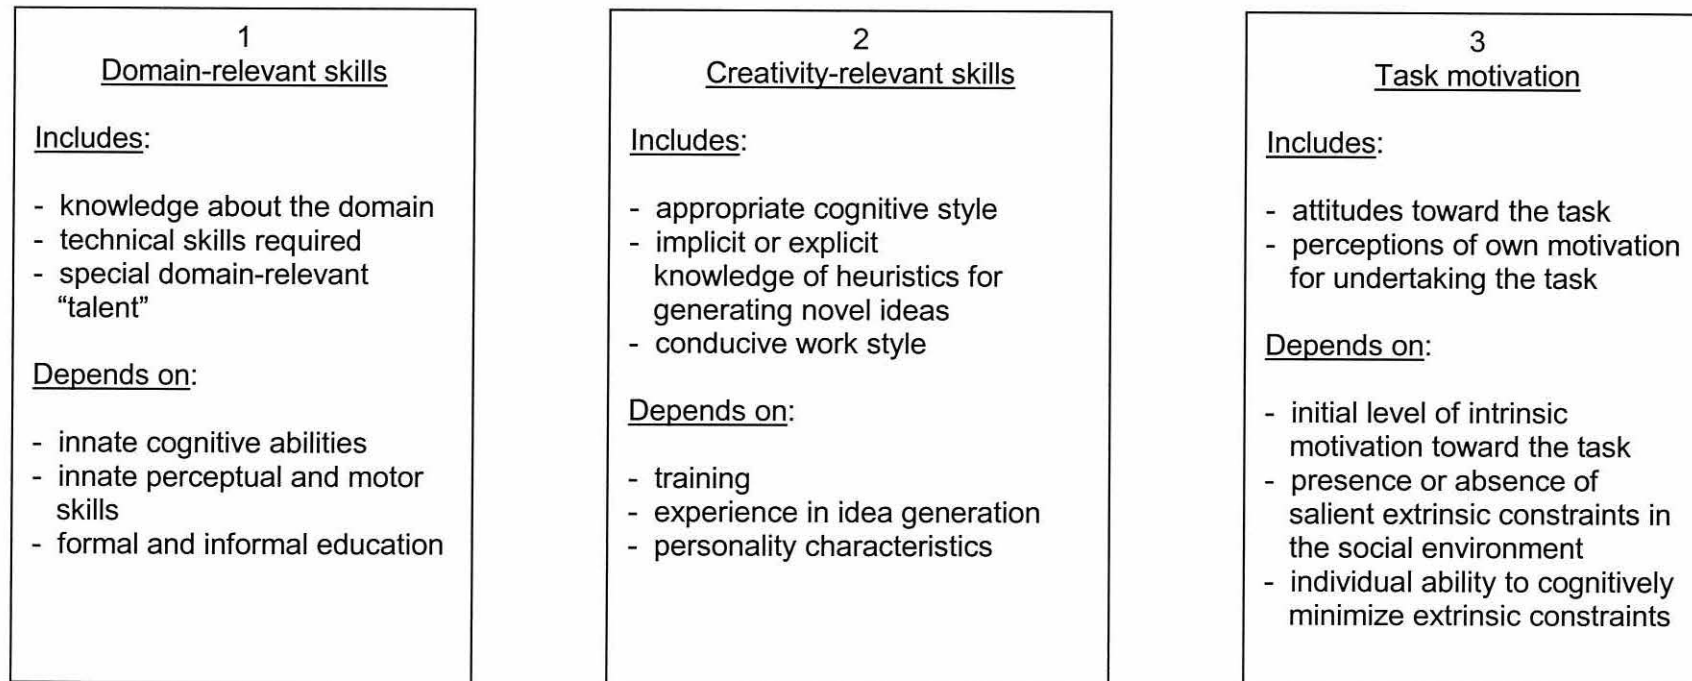 1
Domain-relevant skills
Includes:
- knowledge about the domain
- technical skills required
- special domain-relevant
“talent”
Depends on:
- innate cognitive abilities
- innate perceptual and motor
skills
- formal and informal education
2
Creativity-relevant skills
Includes:
- appropriate cognitive style
- implicit or explicit
knowledge of heuristics for
generating novel ideas
- conducive work style
Depends on:
- training
- experience in idea generation
- personality characteristics
3
Task motivation
Includes:
- attitudes toward the task
- perceptions of own motivation
for undertaking the task
Depends on:
- initial level of intrinsic
motivation toward the task
- presence or absence of
salient extrinsic constraints in
the social environment
- individual ability to cognitively
minimize extrinsic constraints